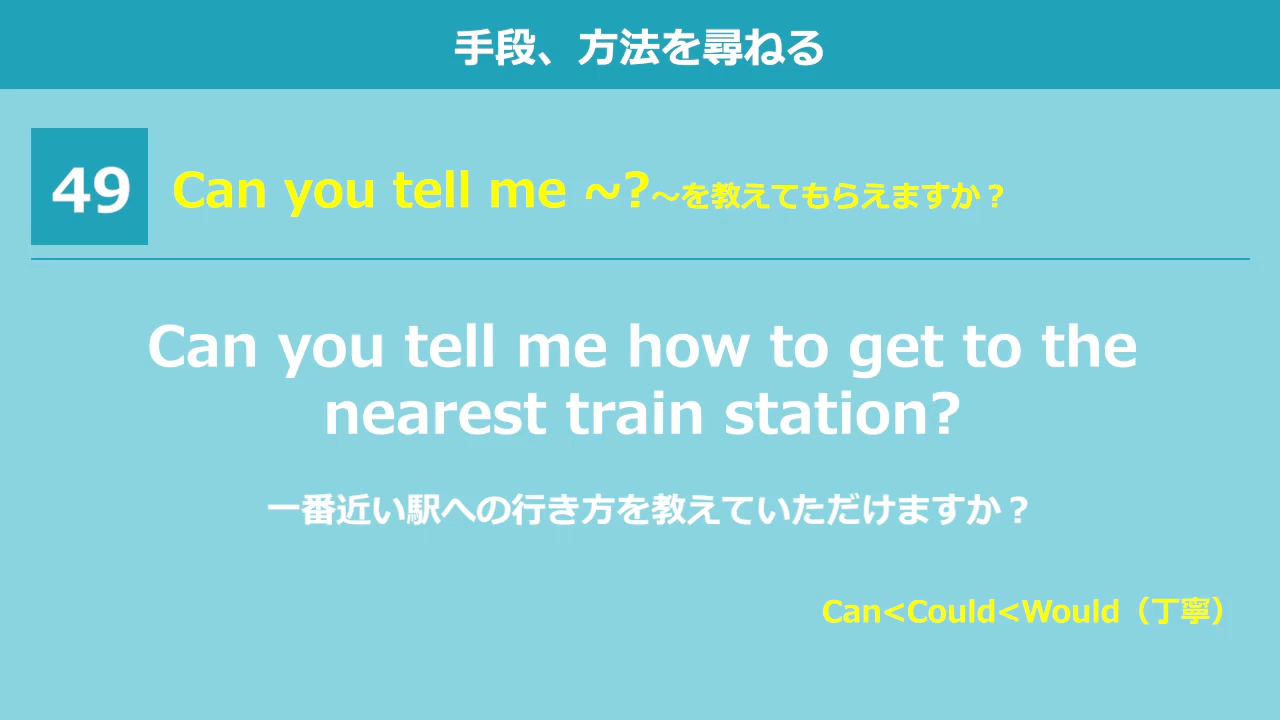 手段、方法を尋ねる
49
Can you tell me ~?～を教えてもらえますか？
Can you tell me how to get to the
nearest train station?
一番近い駅への行き方を教えていただけますか？
Can<Could<Would（丁寧）